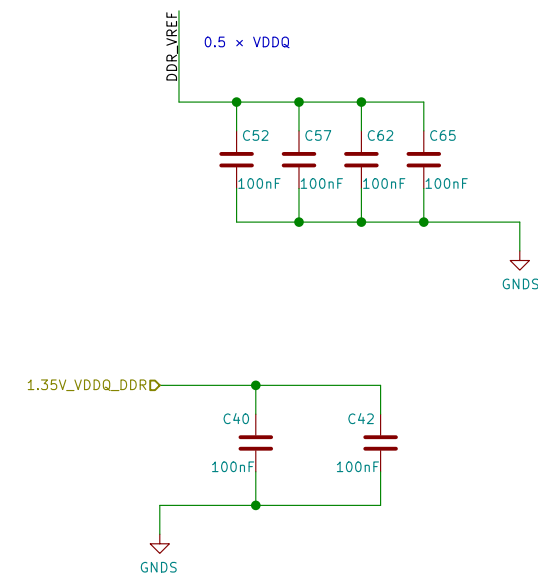 DDR_VREF
0.5 × VDDQ
C52
C57
C62
C65
100nF
100nF
100nF
100nF
GNDS
1.35V_VDDQ_DDR
C40
C42
100nF
100nF
GNDS